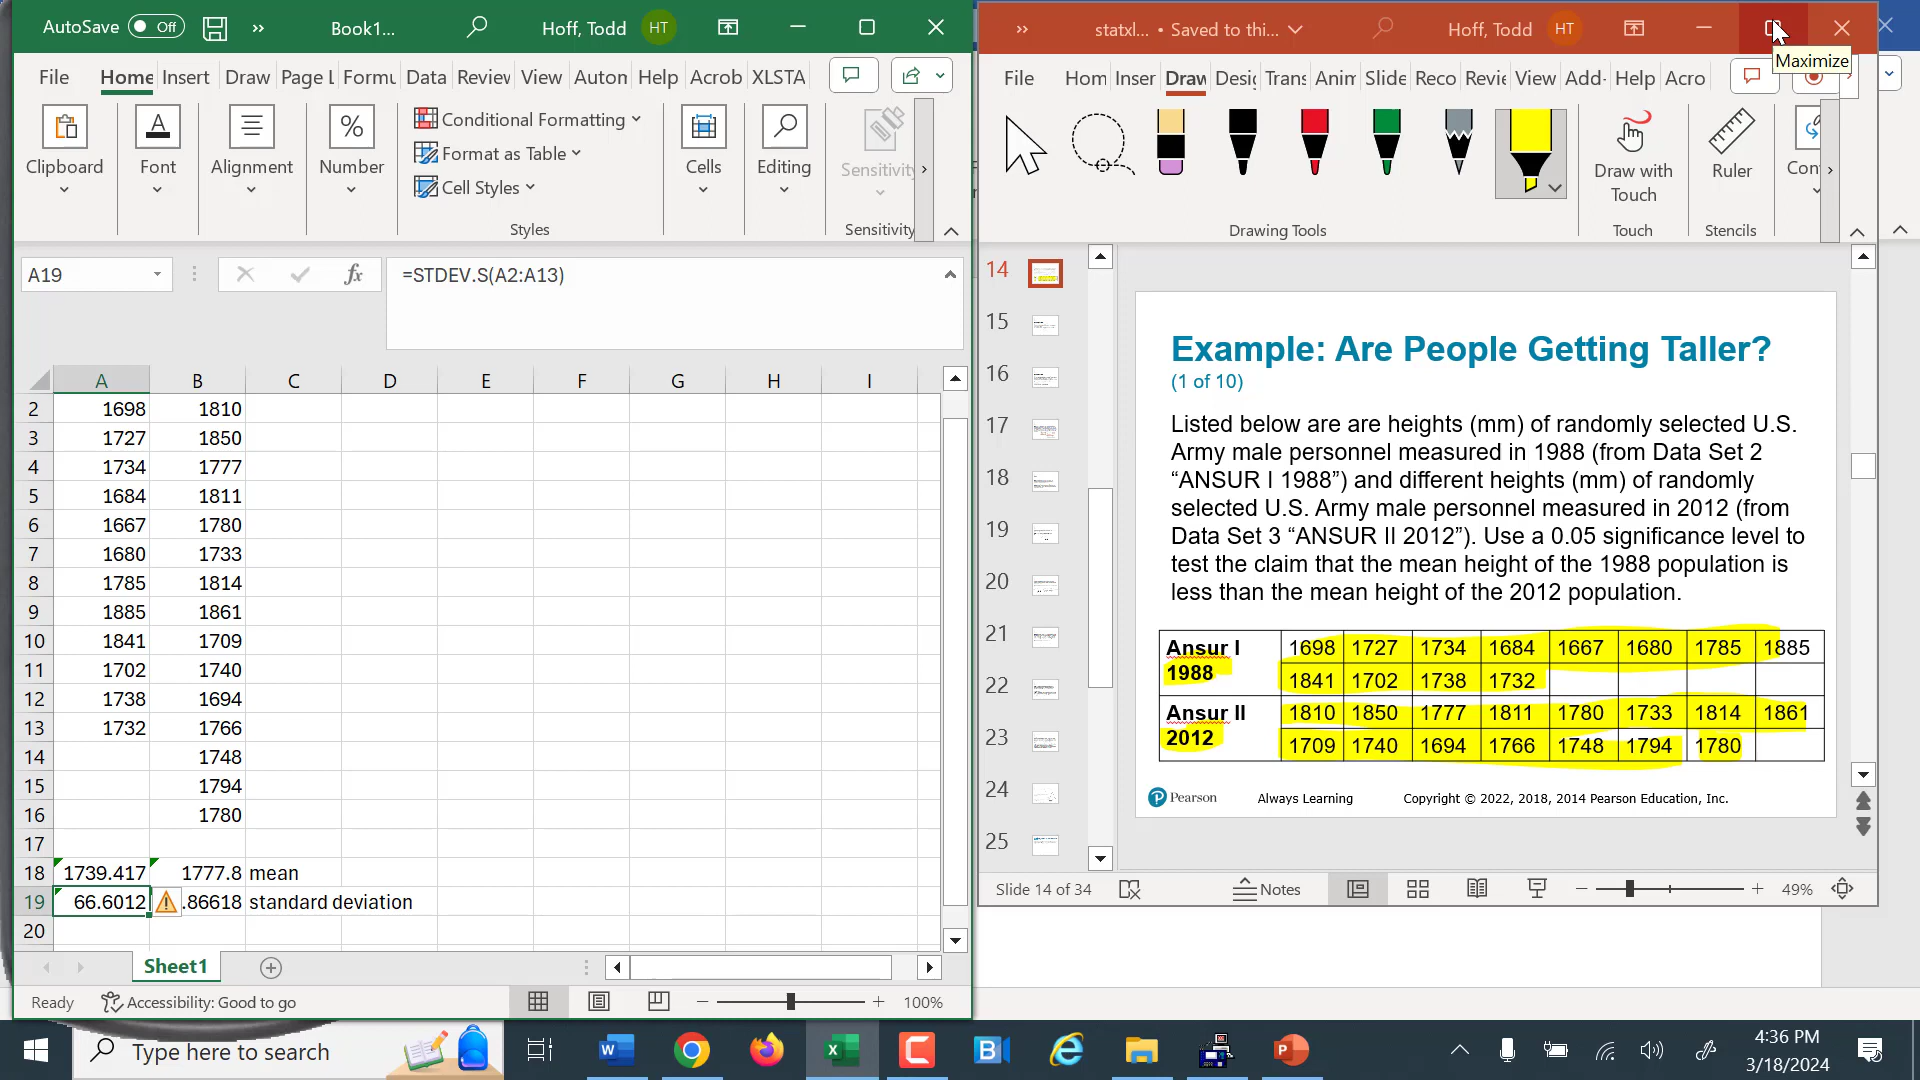 AutoSave Off » Book1... Hoff, Todd HT
File Home Insert Draw Page L Formu Data Review View Autom Help Acrob XLSTA
Clipboard Font Alignment Number
Conditional Formatting
Format as Table
Cell Styles
Styles
Cells Editing Sensitivity
Sensitivity
A19 fx =STDEV.S(A2:A13)
A B C D E F G H I
2 1698 1810
3 1727 1850
4 1734 1777
5 1684 1811
6 1667 1780
7 1680 1733
8 1785 1814
9 1885 1861
10 1841 1709
11 1702 1740
12 1738 1694
13 1732 1766
14 1748
15 1794
16 1780
17
18 1739.417 1777.8 mean
19 66.6012 .86618 standard deviation
20
Sheet1
Ready Accessibility: Good to go 100%
» statxl... • Saved to thi... Hoff, Todd HT
Maximize
File Hom Inser Draw Desig Trans Anim Slide Reco Revie View Add- Help Acro
Drawing Tools
Draw with
Touch
Touch
Ruler
Stencils
Con
14
15
16
17
18
19
20
21
22
23
24
25
Example: Are People Getting Taller?
(1 of 10)
Listed below are are heights (mm) of randomly selected U.S.
Army male personnel measured in 1988 (from Data Set 2
“ANSUR I 1988”) and different heights (mm) of randomly
selected U.S. Army male personnel measured in 2012 (from
Data Set 3 “ANSUR II 2012”). Use a 0.05 significance level to
test the claim that the mean height of the 1988 population is
less than the mean height of the 2012 population.
Ansur I 1698 1727 1734 1684 1667 1680 1785 1885
1988 1841 1702 1738 1732
Ansur II 1810 1850 1777 1811 1780 1733 1814 1861
2012 1709 1740 1694 1766 1748 1794 1780
P Pearson Always Learning Copyright © 2022, 2018, 2014 Pearson Education, Inc.
Slide 14 of 34 Notes 49%
Type here to search
4:36 PM
3/18/2024